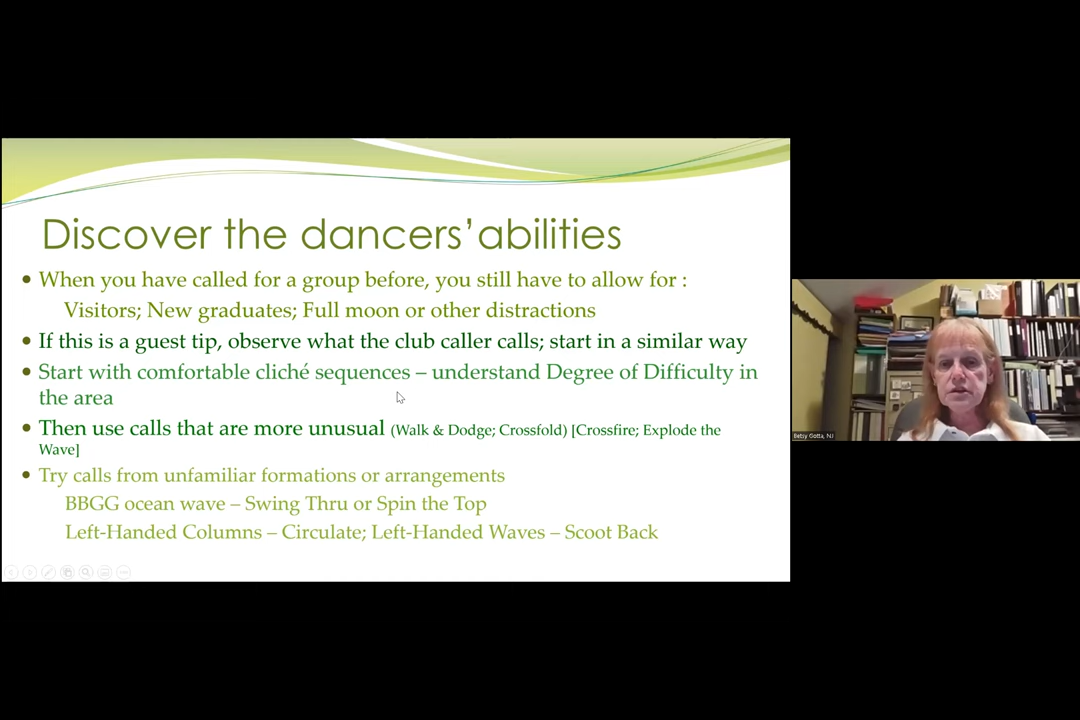 Discover the dancers'abilities
When you have called for a group before, you still have to allow for :
Visitors; New graduates; Full moon or other distractions
If this is a guest tip, observe what the club caller calls; start in a similar way
Start with comfortable cliché sequences – understand Degree of Difficulty in
the area
Then use calls that are more unusual (Walk & Dodge; Crossfold) [Crossfire; Explode the
Wave]
Try calls from unfamiliar formations or arrangements
BBGG ocean wave – Swing Thru or Spin the Top
Left-Handed Columns – Circulate; Left-Handed Waves – Scoot Back
Betsy Gotta, NJ